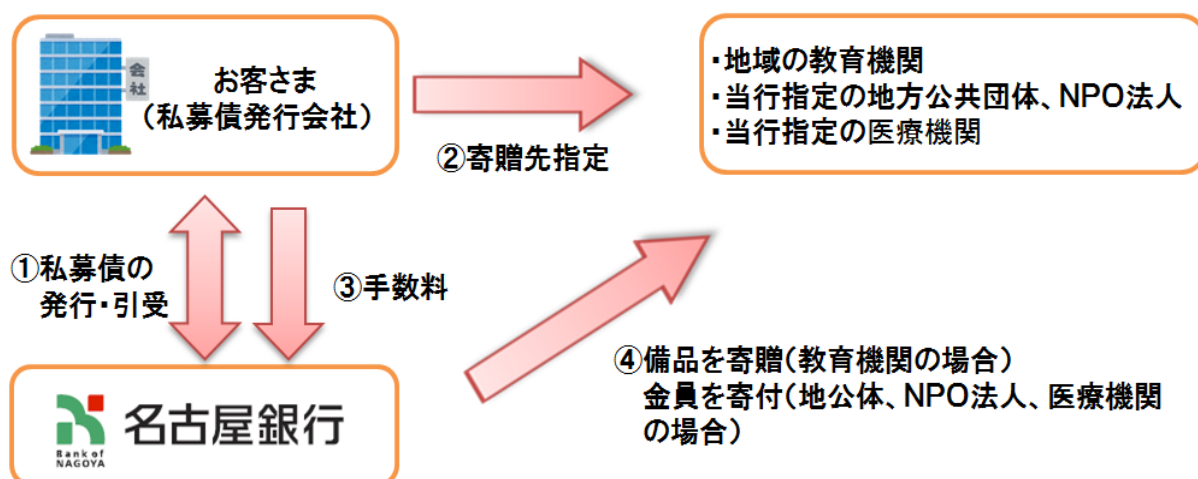 会
社
お客さま
（私募債発行会社）
・地域の教育機関
・当行指定の地方公共団体、NPO法人
・当行指定の医療機関
②寄贈先指定
①私募債の
発行・引受
③手数料
④備品を寄贈（教育機関の場合）
金員を寄付（地公体、NPO法人、医療機関
の場合）
Bank of
NAGOYA
名古屋銀行